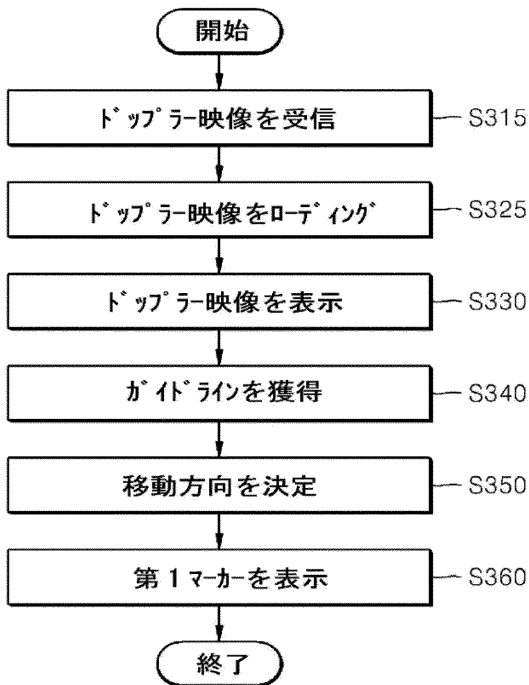 開始
ドップラー映像を受信
S315
ドップラー映像をローディング
S325
ドップラー映像を表示
S330
ガイドラインを獲得
S340
移動方向を決定
S350
第1マーカーを表示
S360
終了